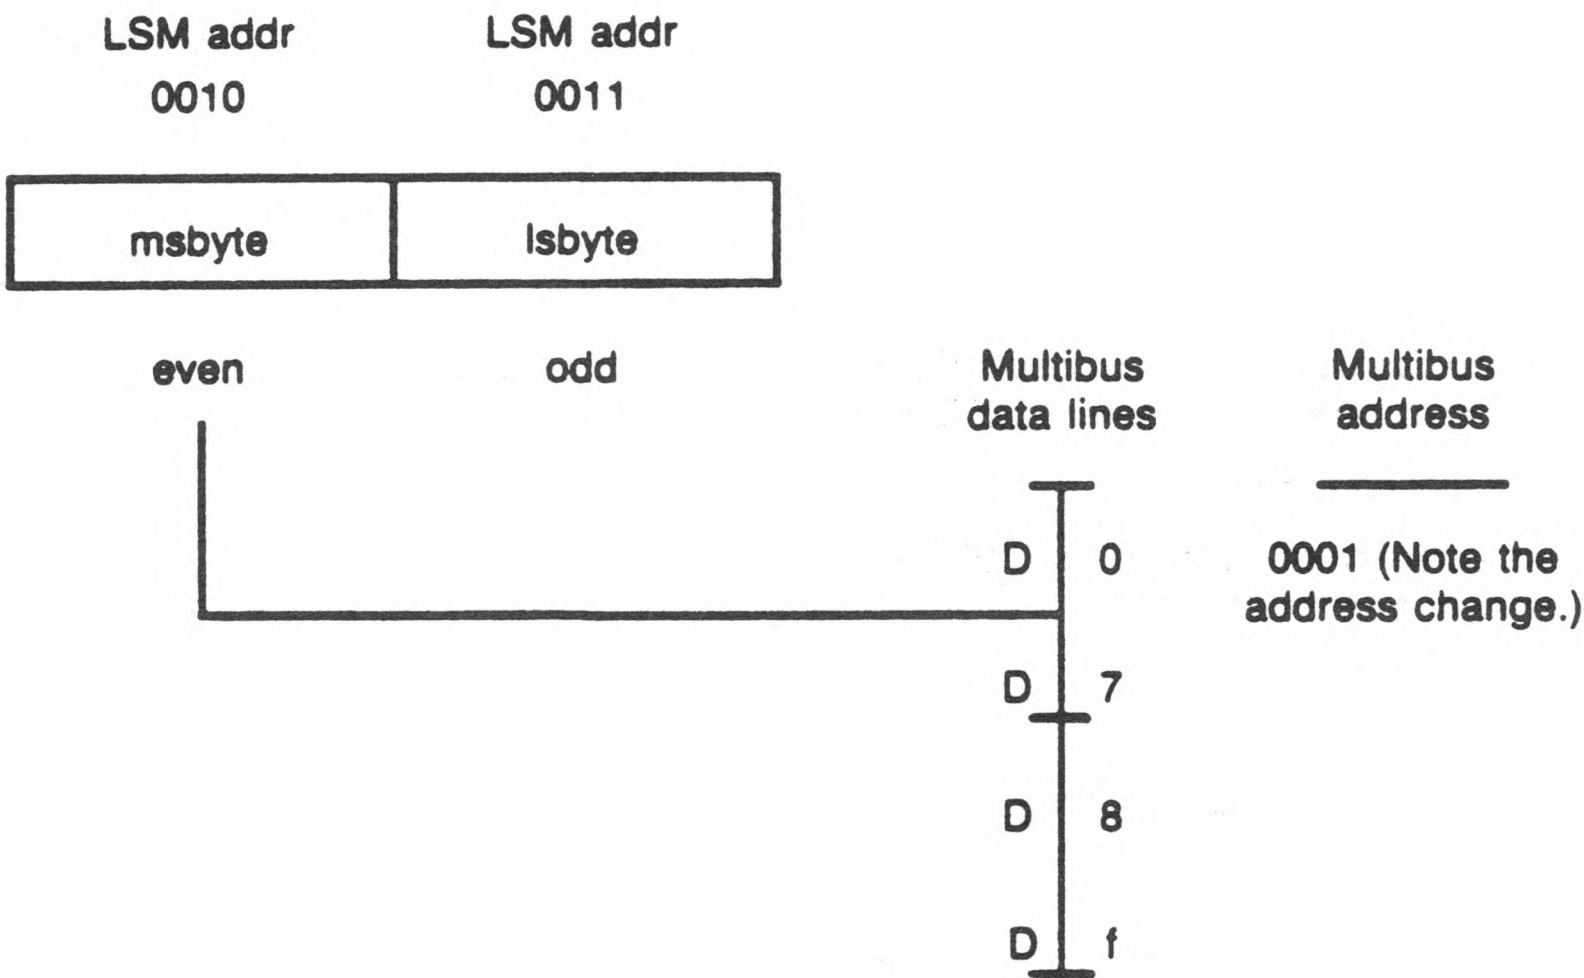 LSM addr LSM addr
0010 0011
msbyte lsbyte
even odd
Multibus
data lines
Multibus
address
D 0
0001 (Note the
address change.)
D 7
D 8
D f